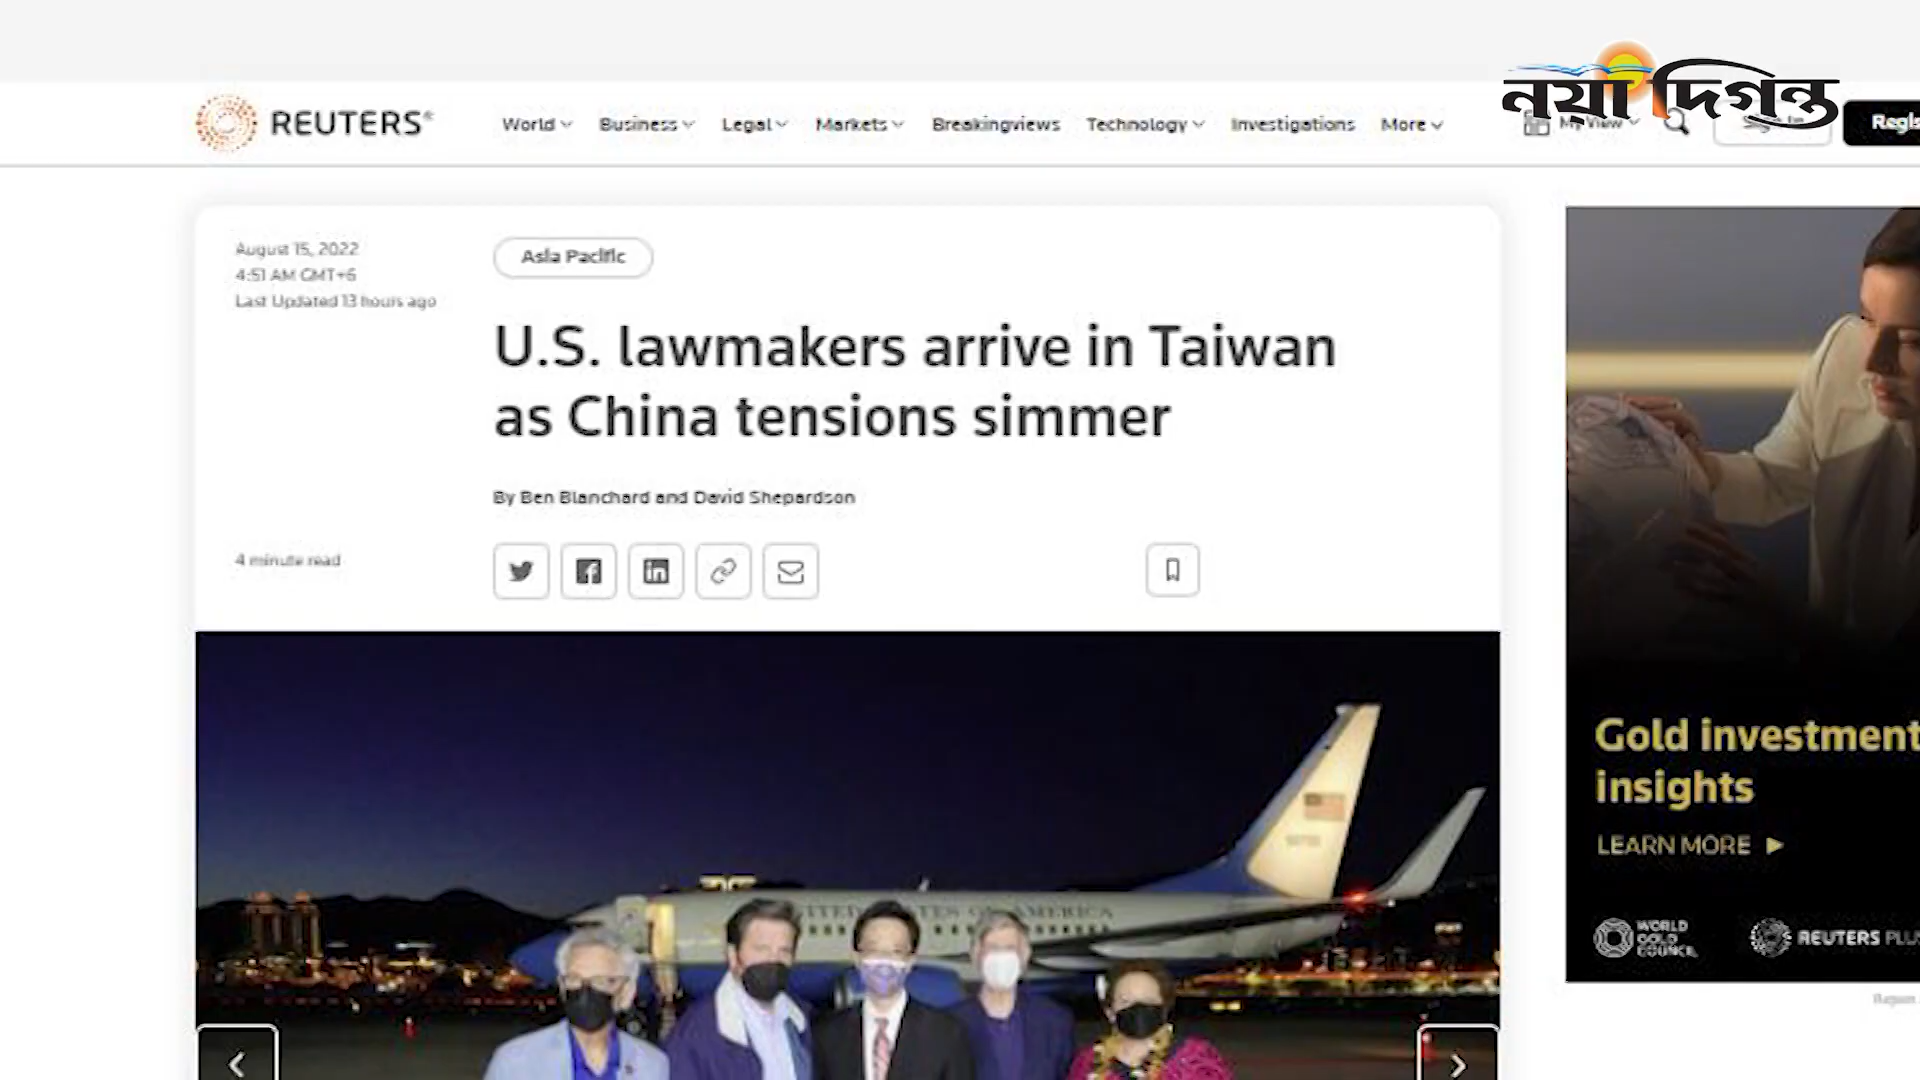 নয়া দিগন্ত
REUTERS
World Business Legal Markets Breakingviews Technology Investigations More My View
August 15, 2022
4:51 AM GMT+6
Last Updated 13 hours ago
Asia Pacific
U.S. lawmakers arrive in Taiwan
as China tensions simmer
By Ben Blanchard and David Shepardson
4 minute read
Gold investment
insights
LEARN MORE
WORLD
GOLD
COUNCIL
REUTERS